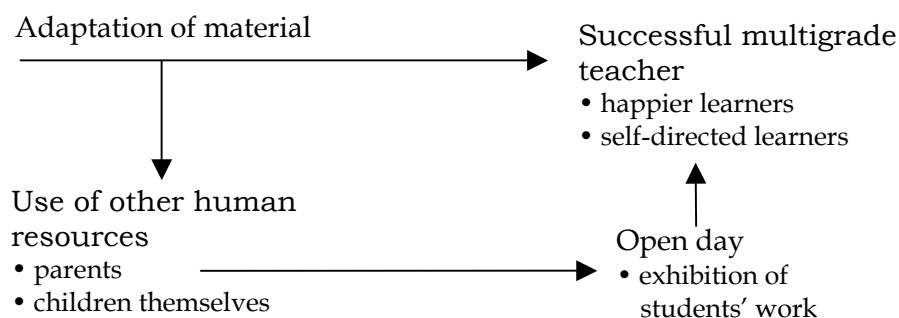 Adaptation of material
Successful multigrade
teacher
• happier learners
• self-directed learners
Use of other human
resources
• parents
• children themselves
Open day
• exhibition of
students’ work